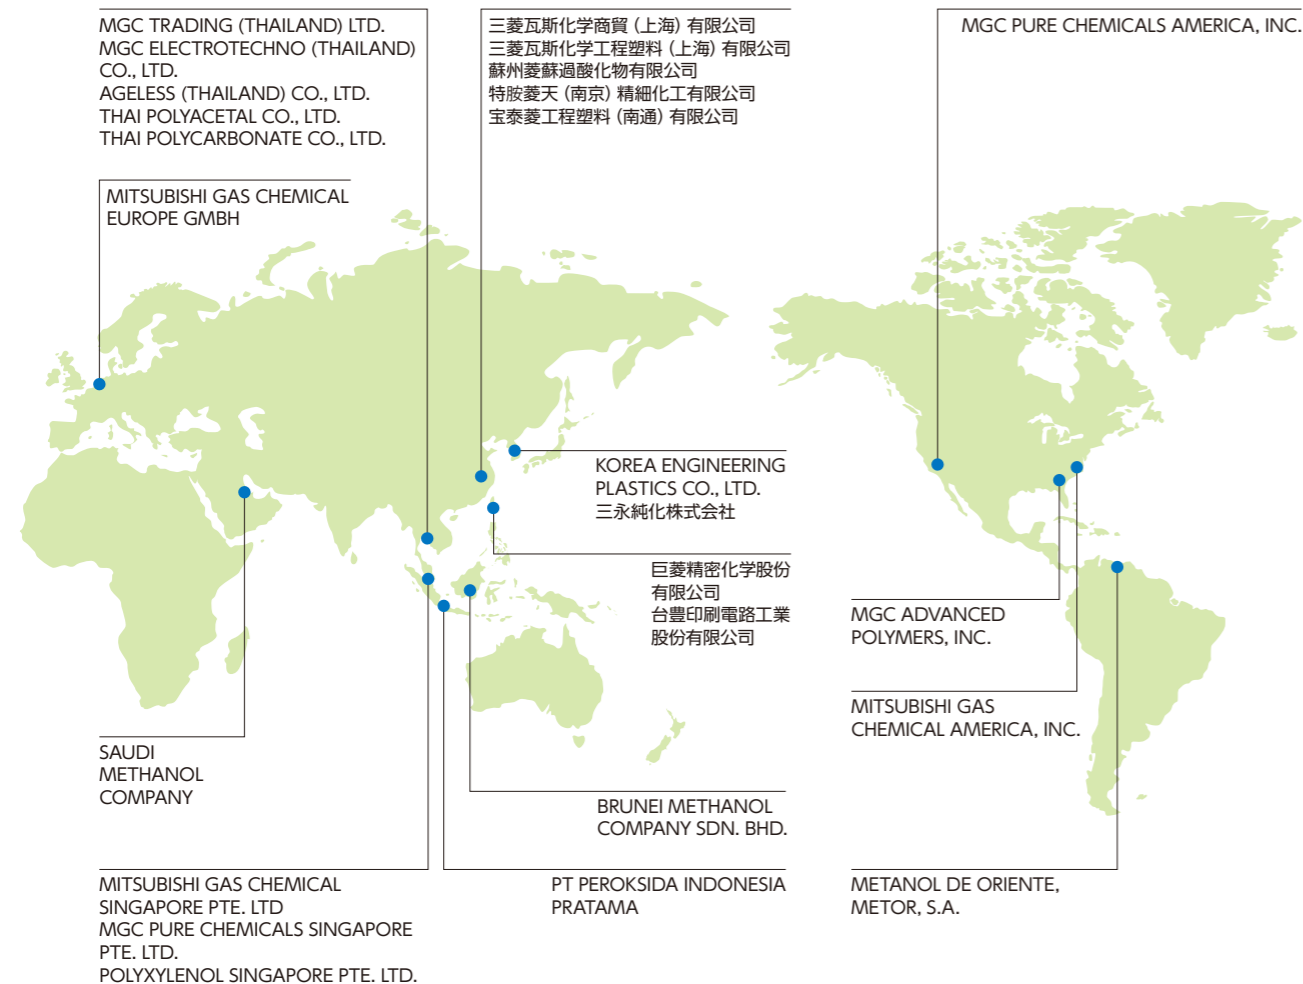 MGC TRADING (THAILAND) LTD.
MGC ELECTROTECHNO (THAILAND)
CO., LTD.
AGELESS (THAILAND) CO., LTD.
THAI POLYACETAL CO., LTD.
THAI POLYCARBONATE CO., LTD.
三菱瓦斯化学商貿（上海）有限公司
三菱瓦斯化学工程塑料（上海）有限公司
蘇州菱蘇過酸化物有限公司
特胺菱天（南京）精細化工有限公司
宝泰菱工程塑料（南通）有限公司
MGC PURE CHEMICALS AMERICA, INC.
MITSUBISHI GAS CHEMICAL
EUROPE GMBH
KOREA ENGINEERING
PLASTICS CO., LTD.
三永純化株式会社
巨菱精密化学股份
有限公司
台豊印刷電路工業
股份有限公司
MGC ADVANCED
POLYMERS, INC.
MITSUBISHI GAS
CHEMICAL AMERICA, INC.
SAUDI
METHANOL
COMPANY
BRUNEI METHANOL
COMPANY SDN. BHD.
MITSUBISHI GAS CHEMICAL
SINGAPORE PTE. LTD
MGC PURE CHEMICALS SINGAPORE
PTE. LTD.
POLYXYLENOL SINGAPORE PTE. LTD.
PT PEROKSIDA INDONESIA
PRATAMA
METANOL DE ORIENTE,
METOR, S.A.